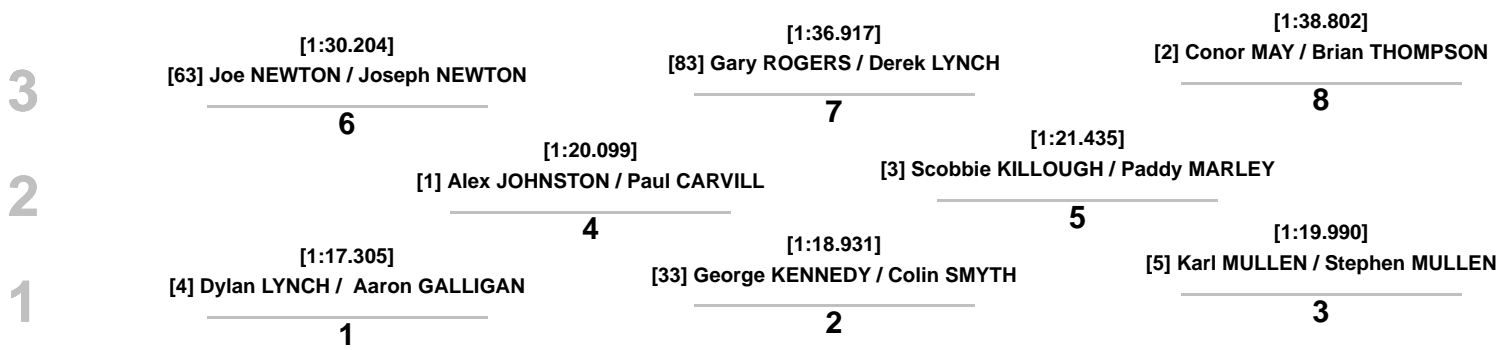 3
[1:30.204]
[63] Joe NEWTON / Joseph NEWTON
6
[1:36.917]
[83] Gary ROGERS / Derek LYNCH
7
[1:38.802]
[2] Conor MAY / Brian THOMPSON
8
2
[1:20.099]
[1] Alex JOHNSTON / Paul CARVILL
4
[1:21.435]
[3] Scobbie KILLOUGH / Paddy MARLEY
5
1
[1:17.305]
[4] Dylan LYNCH /  Aaron GALLIGAN
1
[1:18.931]
[33] George KENNEDY / Colin SMYTH
2
[1:19.990]
[5] Karl MULLEN / Stephen MULLEN
3